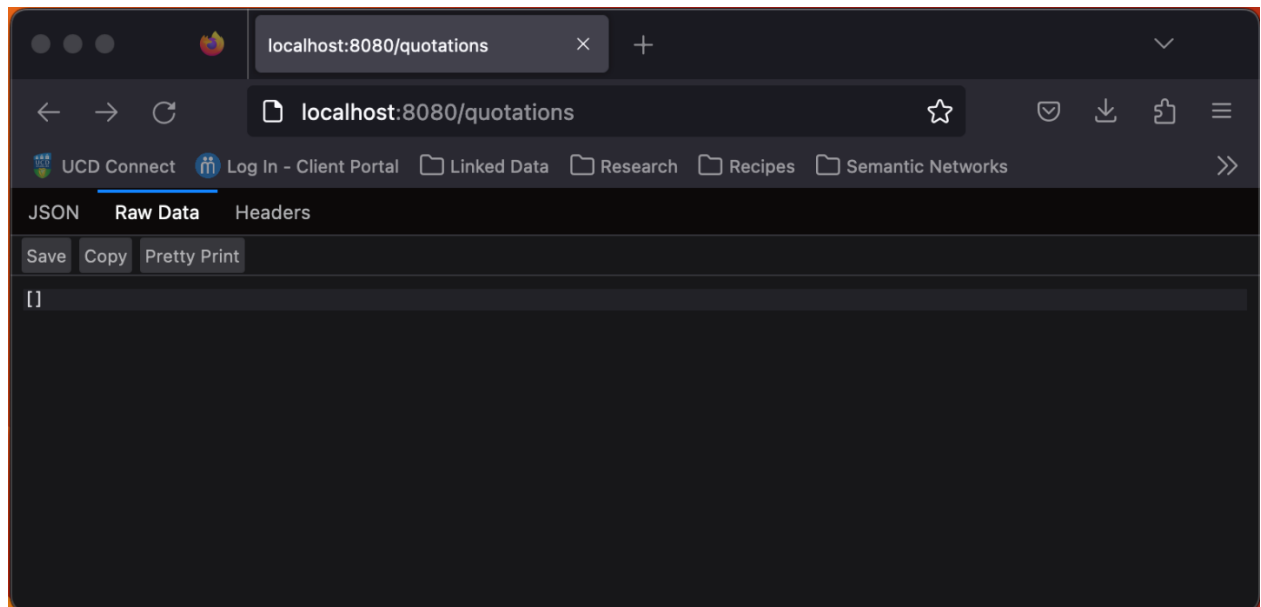 localhost:8080/quotations
localhost:8080/quotations
UCD Connect Log In - Client Portal Linked Data Research Recipes Semantic Networks
JSON Raw Data Headers
Save Copy Pretty Print
[]